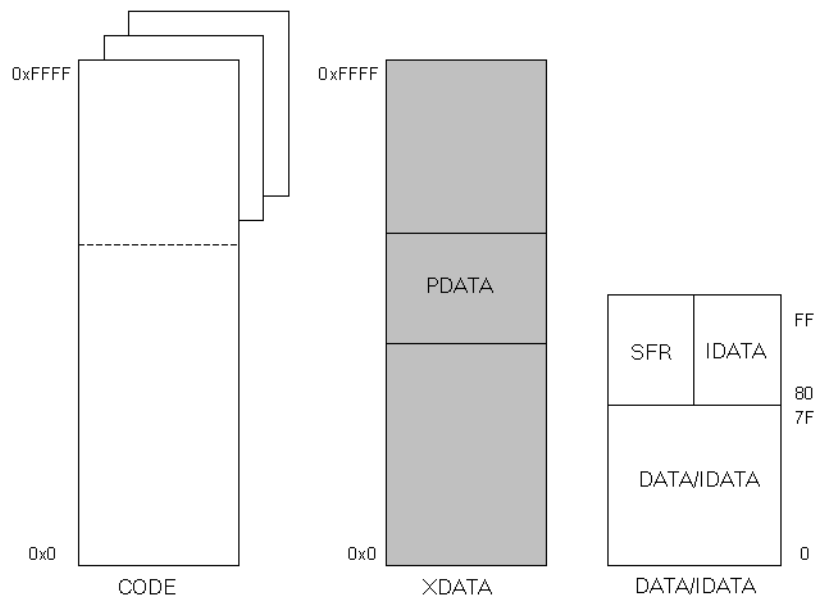 0xFFFF
0x0
CODE
0xFFFF
PDATA
0x0
XDATA
SFR
IDATA
FF
80
7F
DATA/IDATA
0
DATA/IDATA